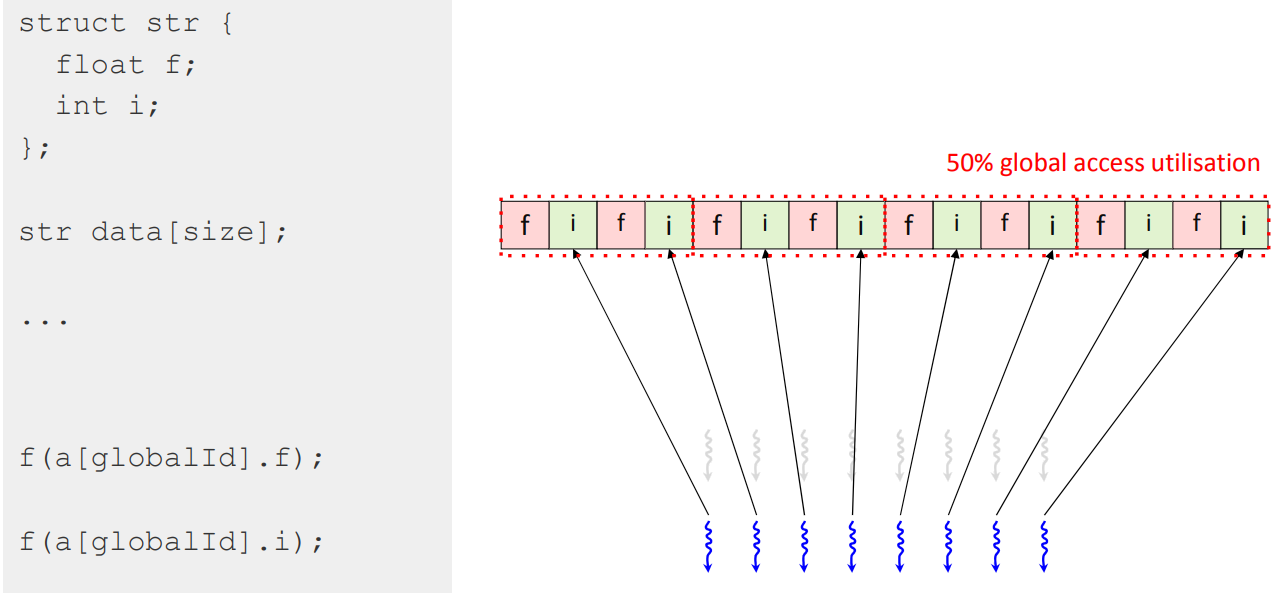 struct str {
float f;
int i;
};
str data[size];
...
f(a[globalId].f);
f(a[globalId].i);
50% global access utilisation
f i f i f i f i f i f i f i f i